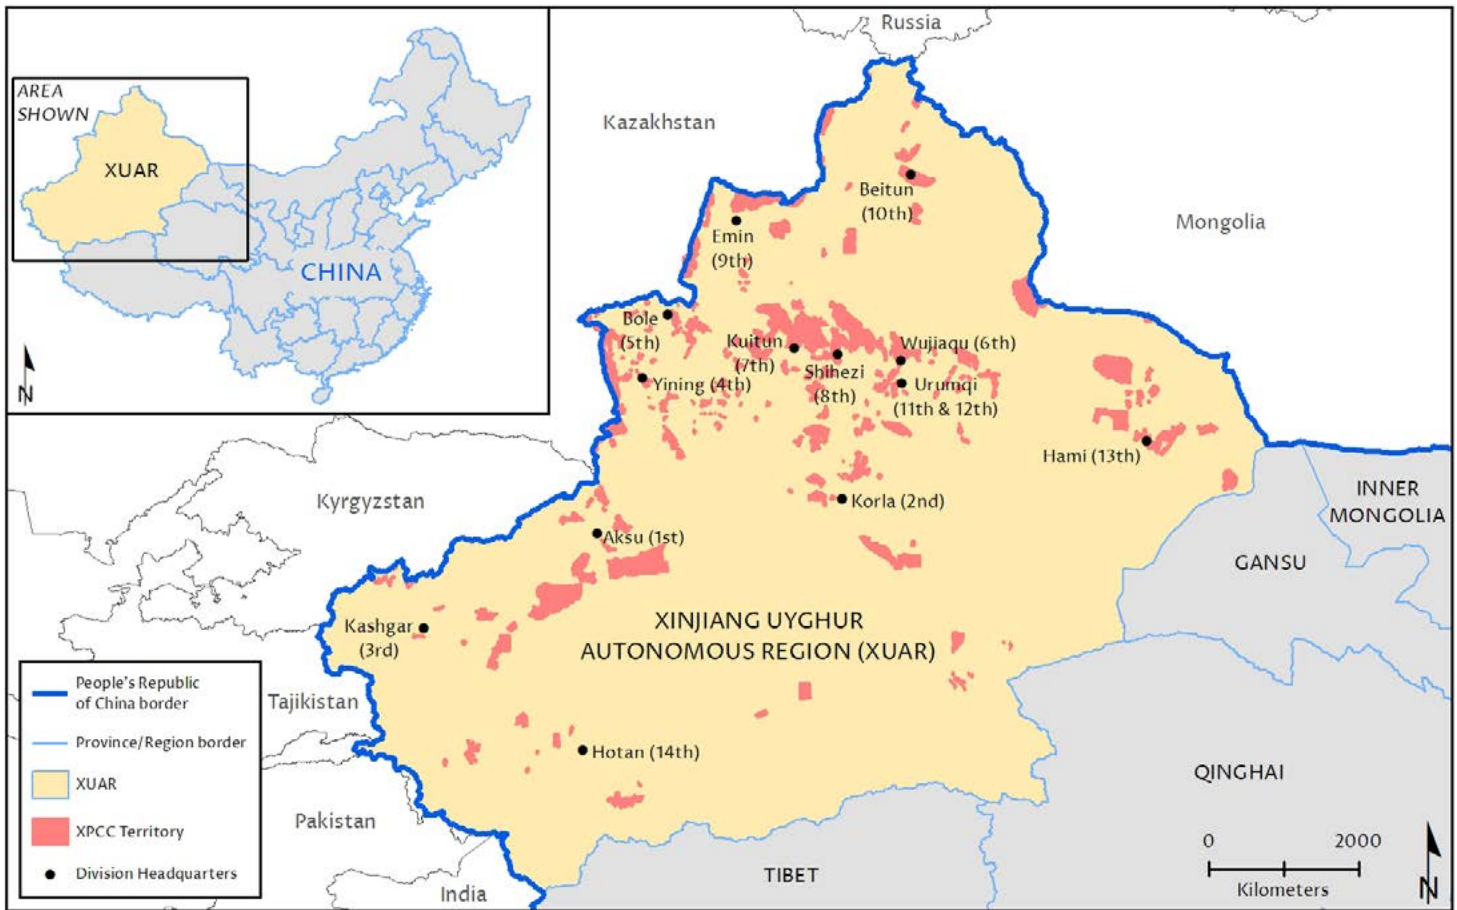 AREA
SHOWN
XUAR
CHINA
N
Russia
Kazakhstan
Mongolia
Beitun
(10th)
Emin
(9th)
Bole
(5th)
Kuitun
(7th)
Shihezi
(8th)
Wujiaqu (6th)
Yining (4th)
Urumqi
(11th & 12th)
Hami (13th)
Kyrgyzstan
Korla (2nd)
INNER
MONGOLIA
Aksu (1st)
GANSU
Kashgar
(3rd)
XINJIANG UYGHUR
AUTONOMOUS REGION (XUAR)
Tajikistan
Hotan (14th)
QINGHAI
Pakistan
TIBET
India
People's Republic
of China border
Province/Region border
XUAR
XPCC Territory
Division Headquarters
0 2000
Kilometers
N